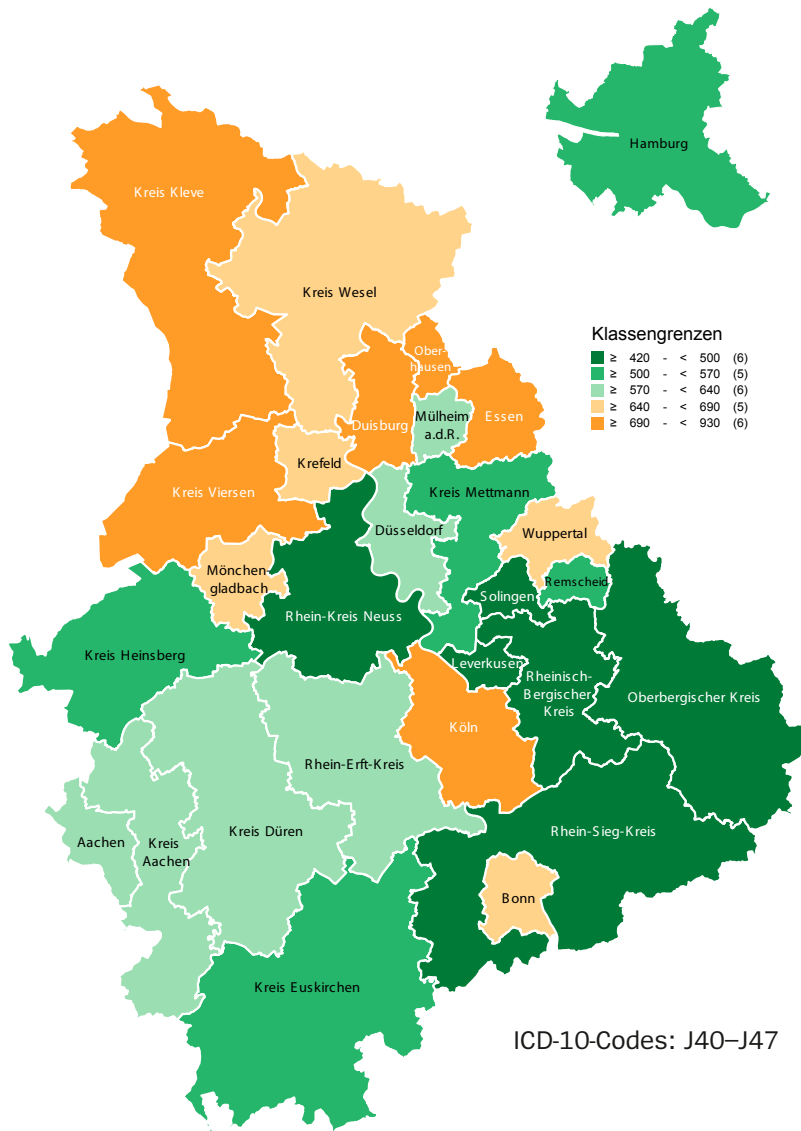 Hamburg
Kreis Kleve
Kreis Wesel
Klassengrenzen
≥ 420 - < 500 (6)
≥ 500 - < 570 (5)
≥ 570 - < 640 (6)
≥ 640 - < 690 (5)
≥ 690 - < 930 (6)
Ober-
hausen
Duisburg
Mülheim
a.d.R.
Essen
Krefeld
Kreis Viersen
Kreis Mettmann
Düsseldorf
Wuppertal
Mönchen-
gladbach
Remscheid
Solingen
Rhein-Kreis Neuss
Kreis Heinsberg
Leverkusen
Rheinisch-
Bergischer
Kreis
Oberbergischer Kreis
Köln
Rhein-Erft-Kreis
Kreis Düren
Rhein-Sieg-Kreis
Aachen
Kreis
Aachen
Bonn
Kreis Euskirchen
ICD-10-Codes: J40–J47